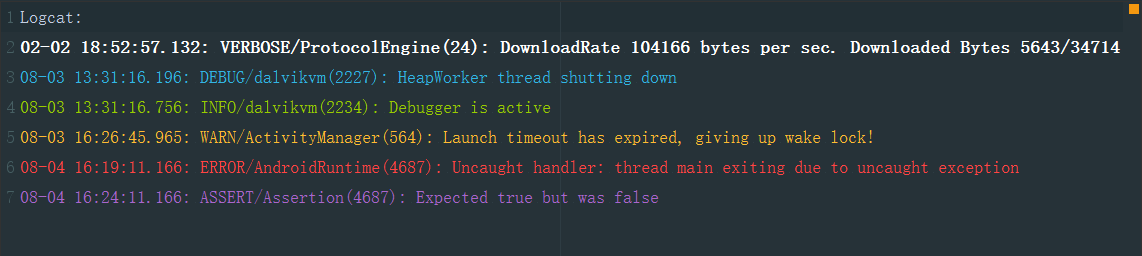 1 Logcat:
2 02-02 18:52:57.132: VERBOSE/ProtocolEngine(24): DownloadRate 104166 bytes per sec. Downloaded Bytes 5643/34714
3 08-03 13:31:16.196: DEBUG/dalvikvm(2227): HeapWorker thread shutting down
4 08-03 13:31:16.756: INFO/dalvikvm(2234): Debugger is active
5 08-03 16:26:45.965: WARN/ActivityManager(564): Launch timeout has expired, giving up wake lock!
6 08-04 16:19:11.166: ERROR/AndroidRuntime(4687): Uncaught handler: thread main exiting due to uncaught exception
7 08-04 16:24:11.166: ASSERT/Assertion(4687): Expected true but was false